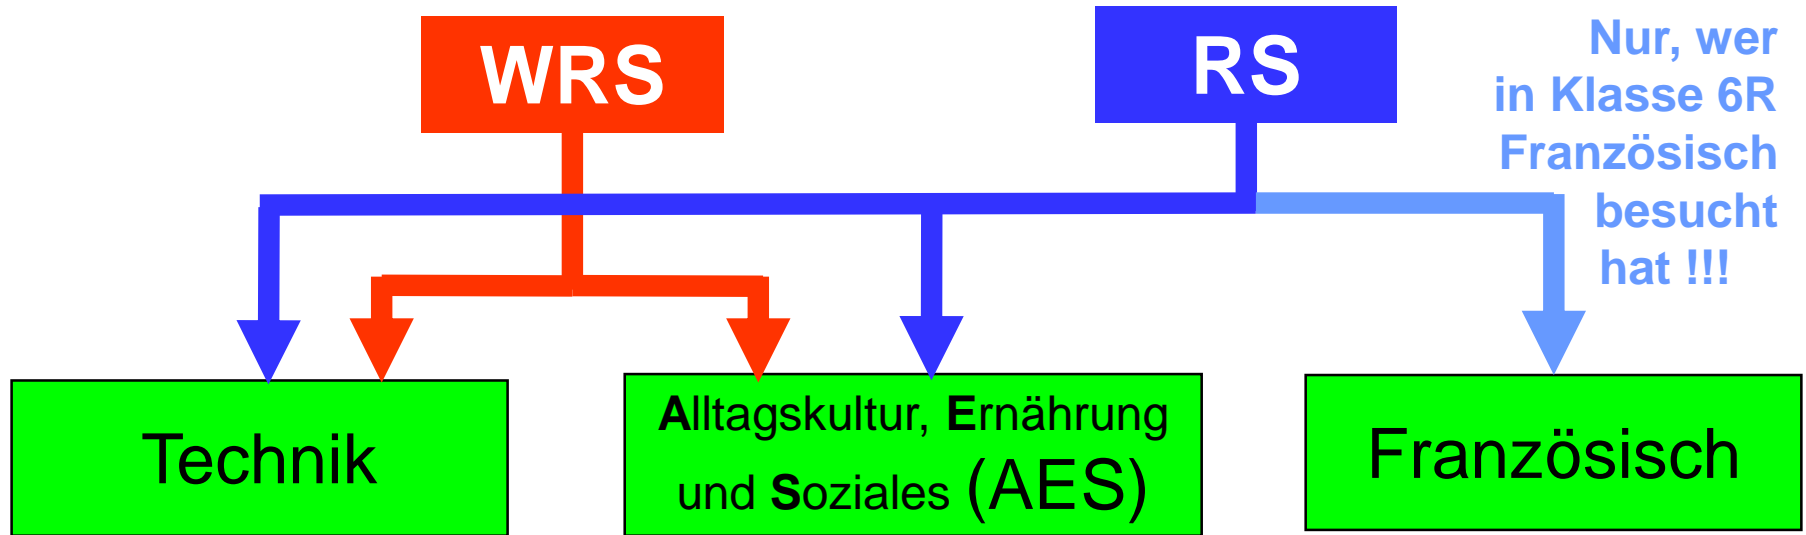 WRS
RS
Nur, wer
in Klasse 6R
Französisch
besucht
hat !!!
Technik
Alltagskultur, Ernährung
und Soziales (AES)
Französisch